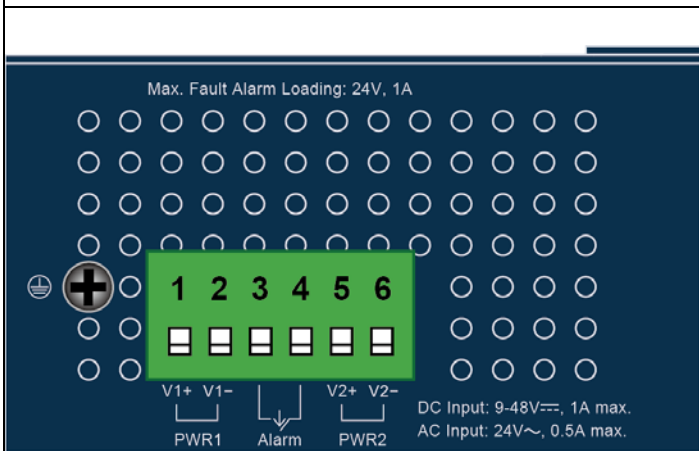 Max. Fault Alarm Loading: 24V, 1A
1 2 3 4 5 6
V1+ V1− V2+ V2−
PWR1 Alarm PWR2
DC Input: 9-48V⎓, 1A max.
AC Input: 24V～, 0.5A max.